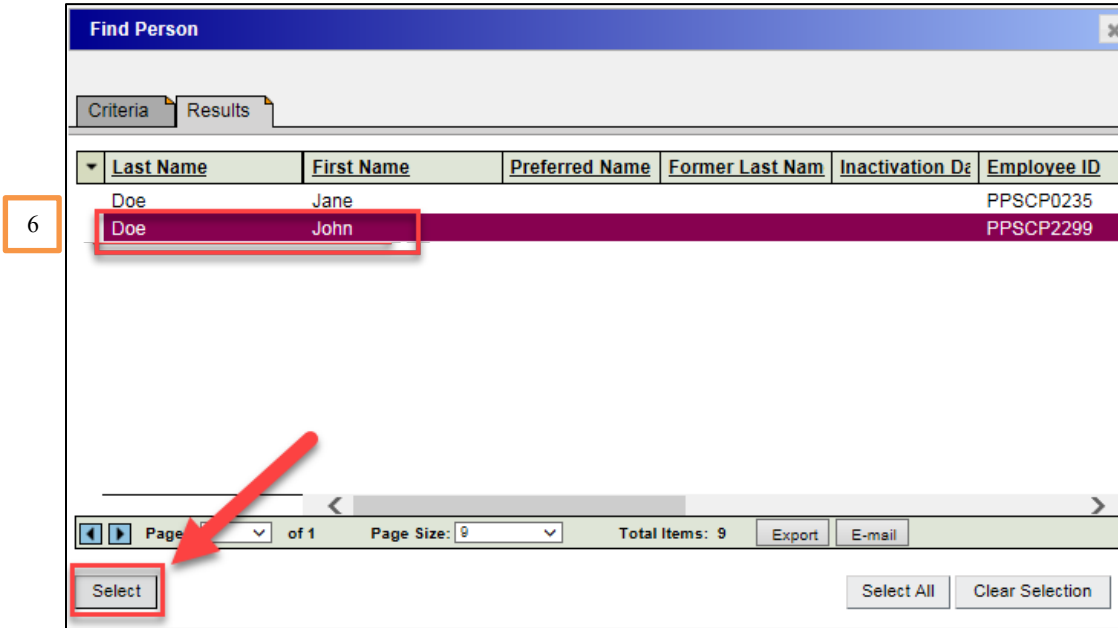 Find Person
Criteria Results
Last Name First Name Preferred Name Former Last Nam Inactivation Da Employee ID
Doe Jane PPSCP0235
6
Doe John PPSCP2299
Page of 1 Page Size: 9 Total Items: 9 Export E-mail
Select Select All Clear Selection